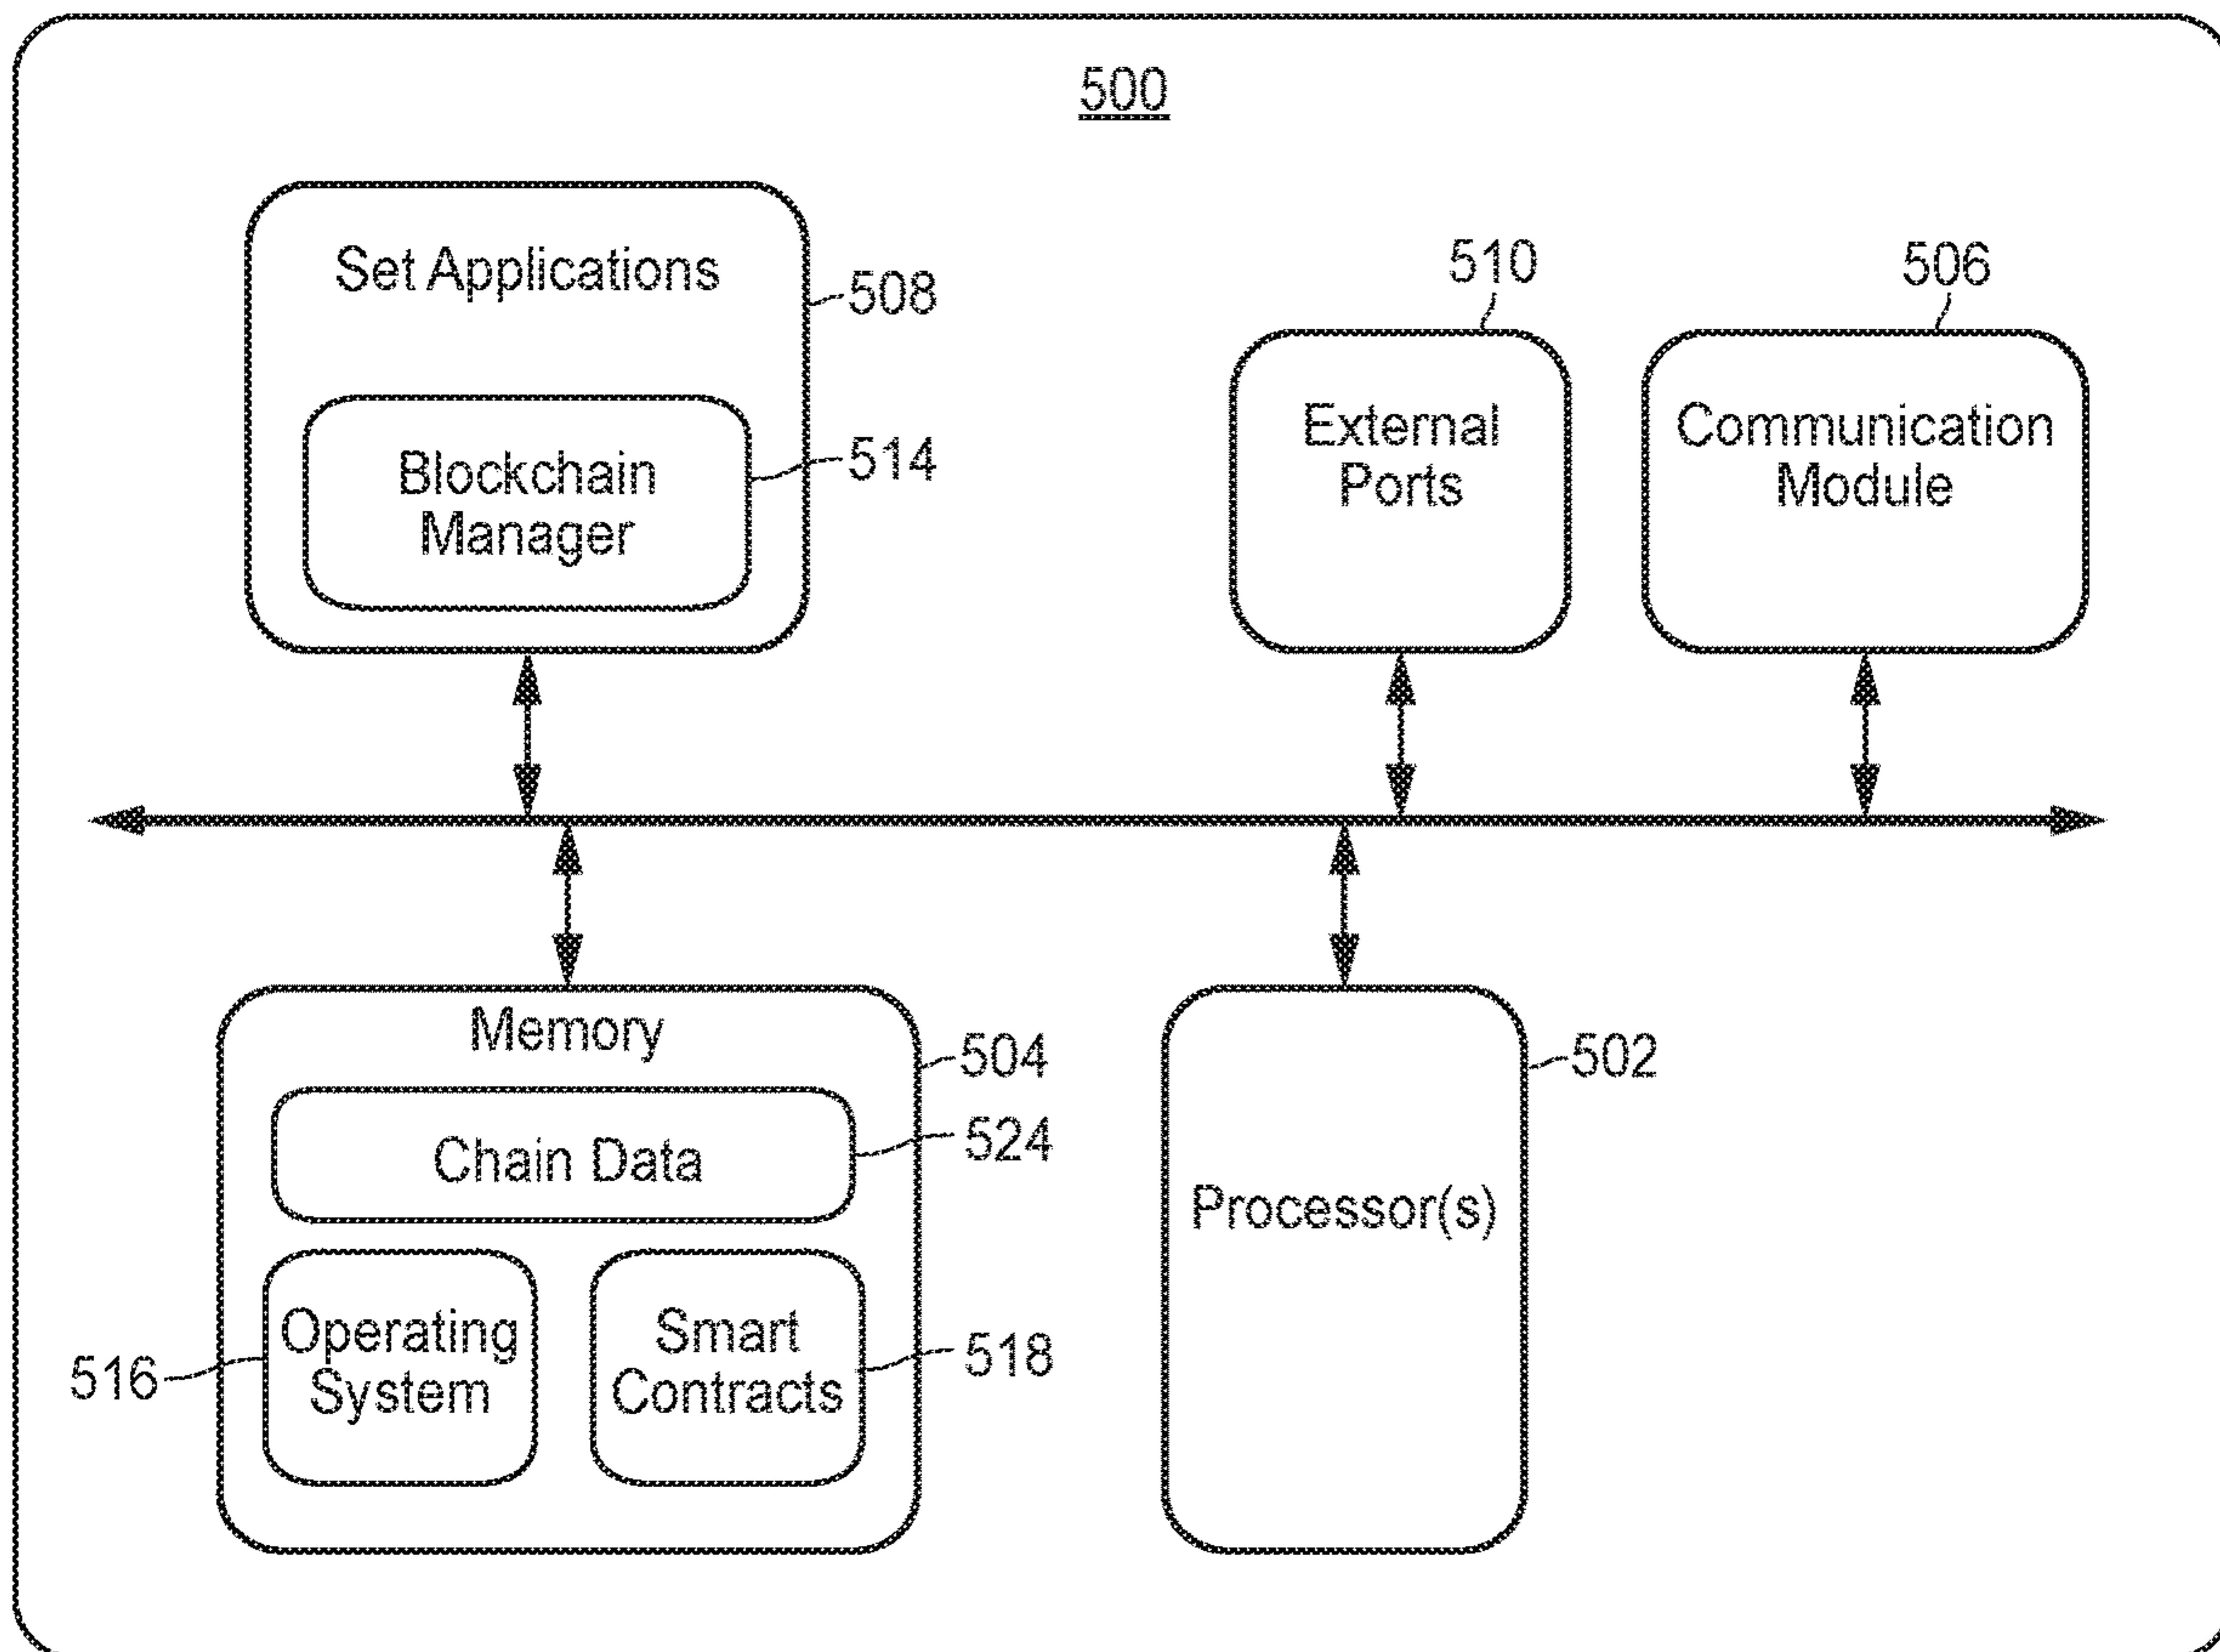 500
Set Applications
508
Blockchain
Manager
514
510
External
Ports
506
Communication
Module
Memory
504
Chain Data
524
Operating
System
516
Smart
Contracts
518
502
Processor(s)